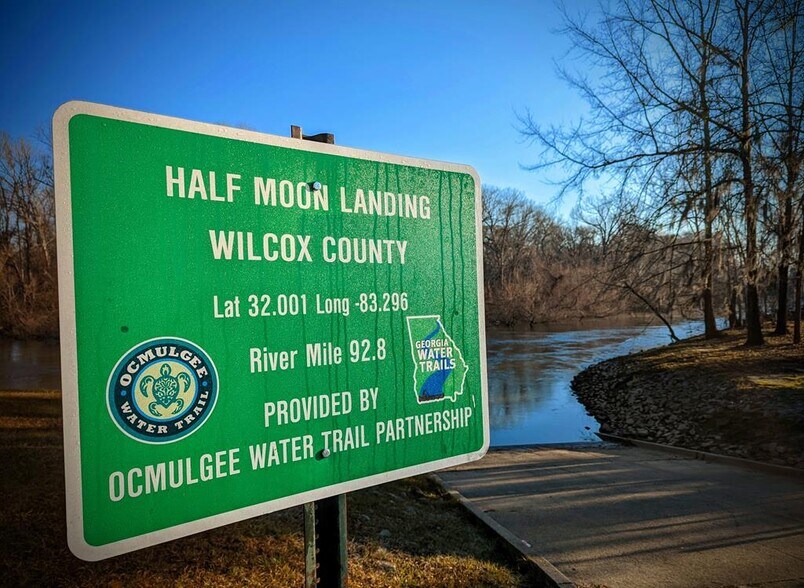 HALF MOON LANDING
WILCOX COUNTY
Lat 32.001 Long -83.296
River Mile 92.8
PROVIDED BY
OCMULGEE WATER TRAIL PARTNERSHIP
OCMULGEE
WATER TRAIL
GEORGIA
WATER
TRAILS